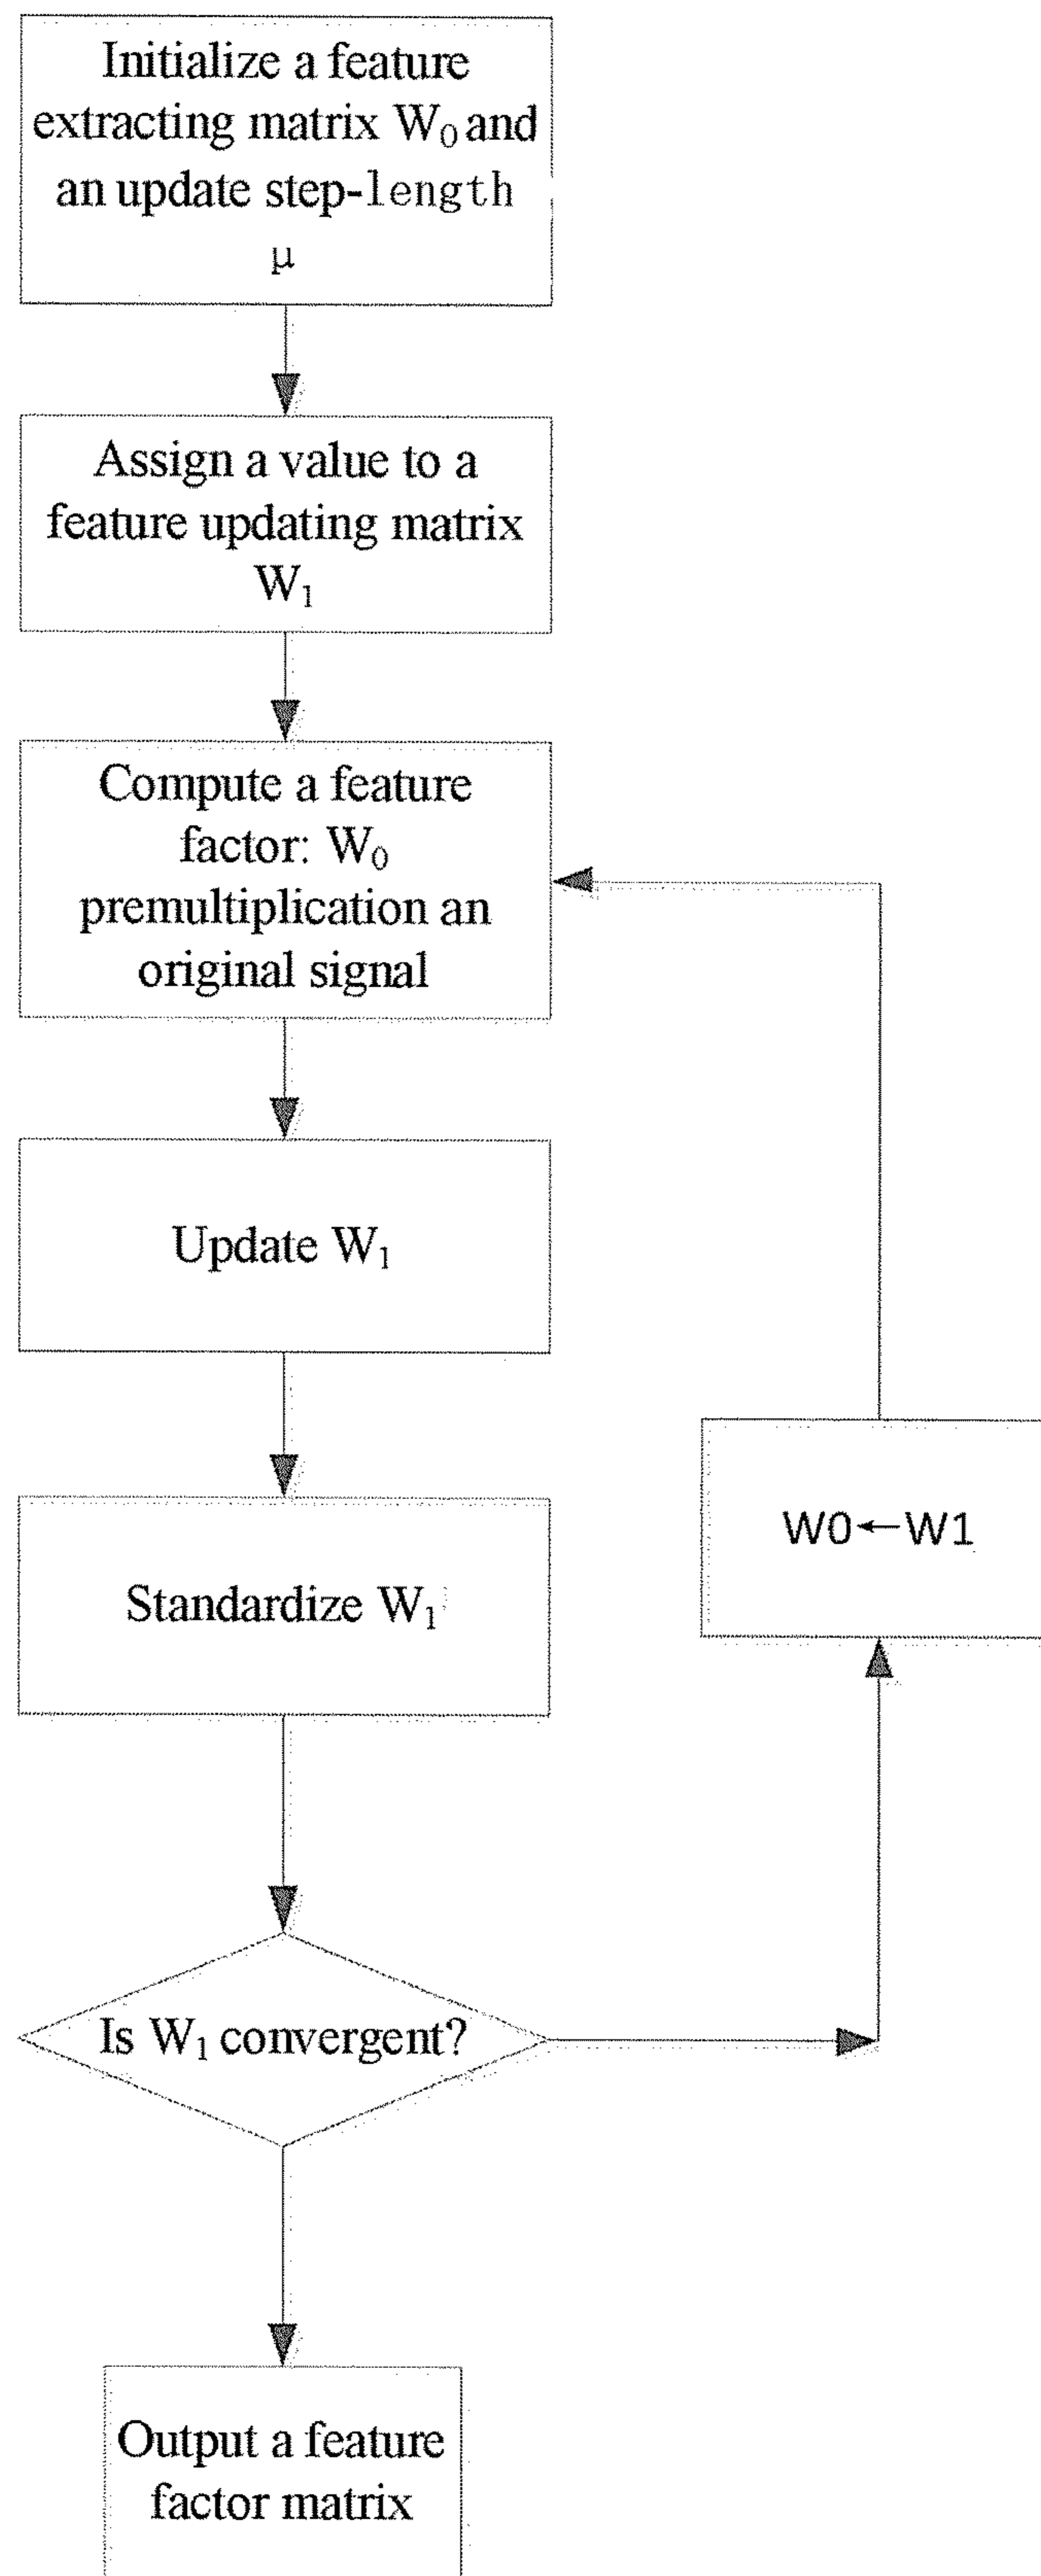 Initialize a feature
extracting matrix W₀ and
an update step-length
μ
Assign a value to a
feature updating matrix
W₁
Compute a feature
factor: W₀
premultiplication an
original signal
Update W₁
Standardize W₁
W0←W1
Is W₁ convergent?
Output a feature
factor matrix